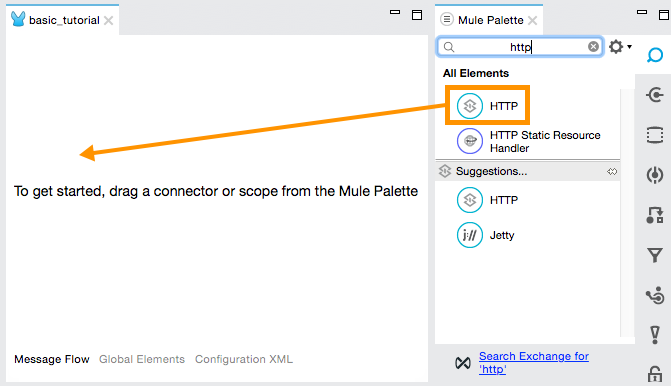 basic_tutorial
To get started, drag a connector or scope from the Mule Palette
Message Flow Global Elements Configuration XML
Mule Palette
http
All Elements
HTTP
HTTP Static Resource
Handler
Suggestions...
HTTP
j:// Jetty
Search Exchange for
'http'